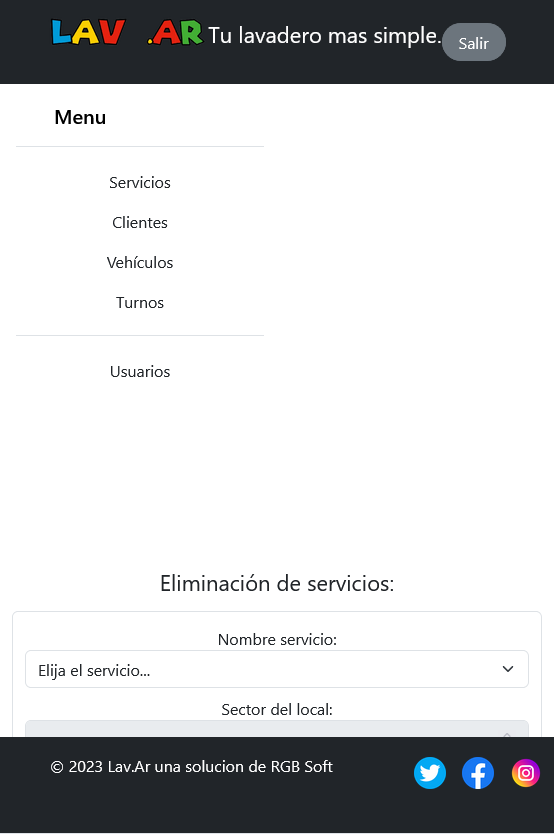 LAV .AR Tu lavadero mas simple. Salir
Menu
Servicios
Clientes
Vehículos
Turnos
Usuarios
Eliminación de servicios:
Nombre servicio:
Elija el servicio...
Sector del local:
© 2023 Lav.Ar una solucion de RGB Soft